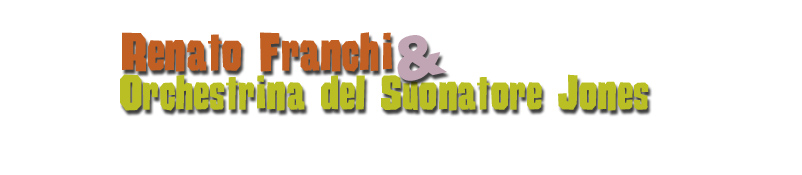 Renato Franchi &
Orchestrina del Suonatore Jones